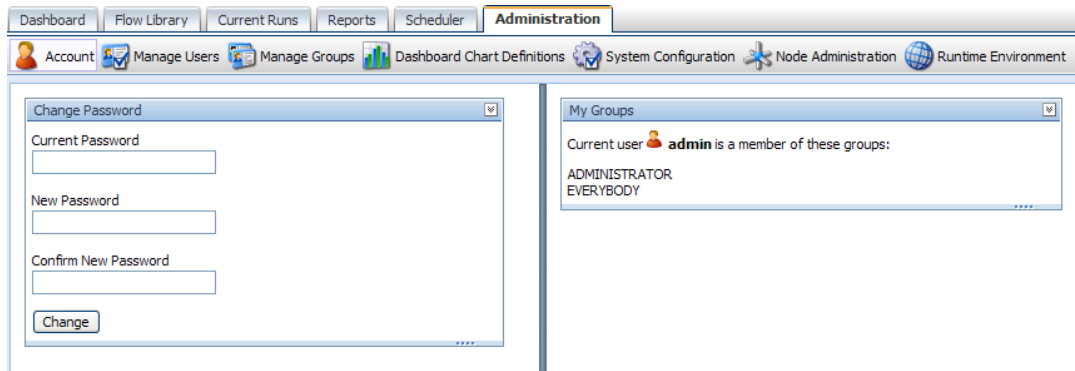 Dashboard Flow Library Current Runs Reports Scheduler Administration
Account Manage Users Manage Groups Dashboard Chart Definitions System Configuration Node Administration Runtime Environment
Change Password
Current Password
New Password
Confirm New Password
Change
My Groups
Current user admin is a member of these groups:
ADMINISTRATOR
EVERYBODY